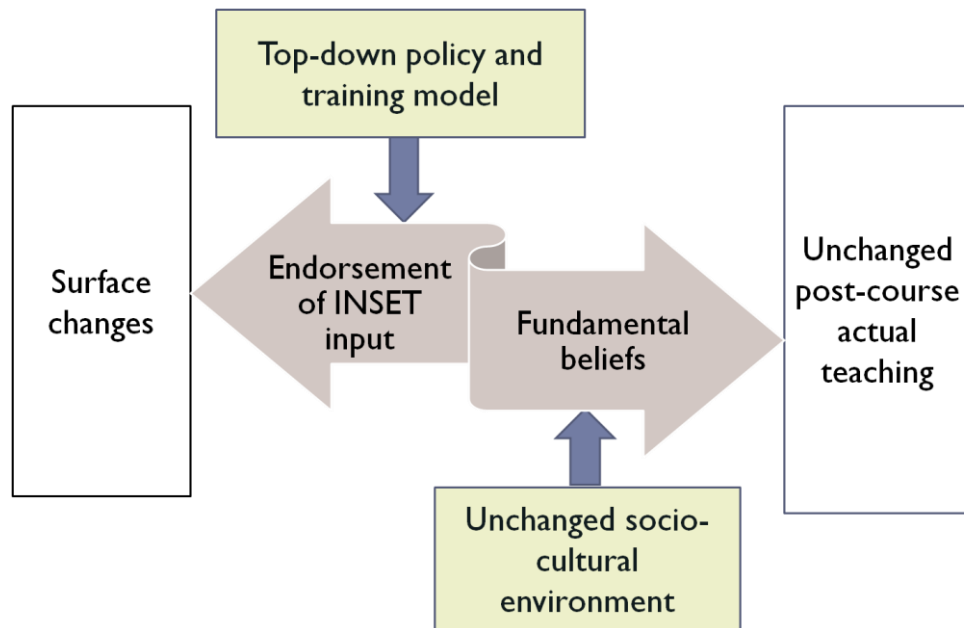 Top-down policy and
training model
Surface
changes
Endorsement
of INSET
input
Fundamental
beliefs
Unchanged
post-course
actual
teaching
Unchanged socio-
cultural
environment